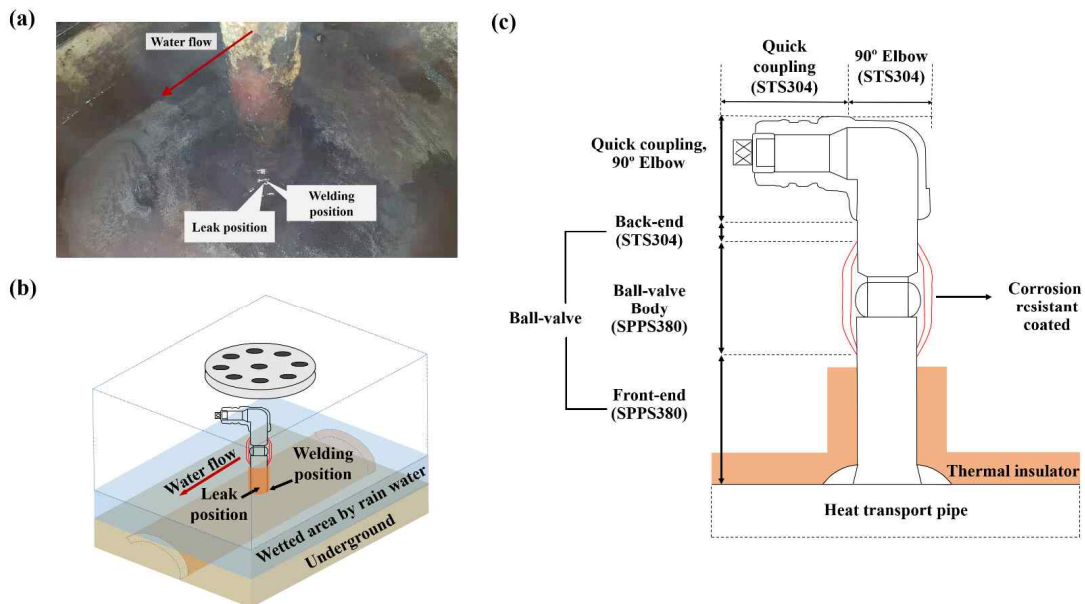 (a)
Water flow
Welding
position
Leak position
(b)
Water flow
Welding
position
Leak
position
Wetted area by rain water
Underground
(c)
Quick
coupling
(STS304)
90º Elbow
(STS304)
Quick coupling,
90º Elbow
Back-end
(STS304)
Ball-valve
Ball-valve
Body
(SPPS380)
Corrosion
resistant
coated
Front-end
(SPPS380)
Thermal insulator
Heat transport pipe